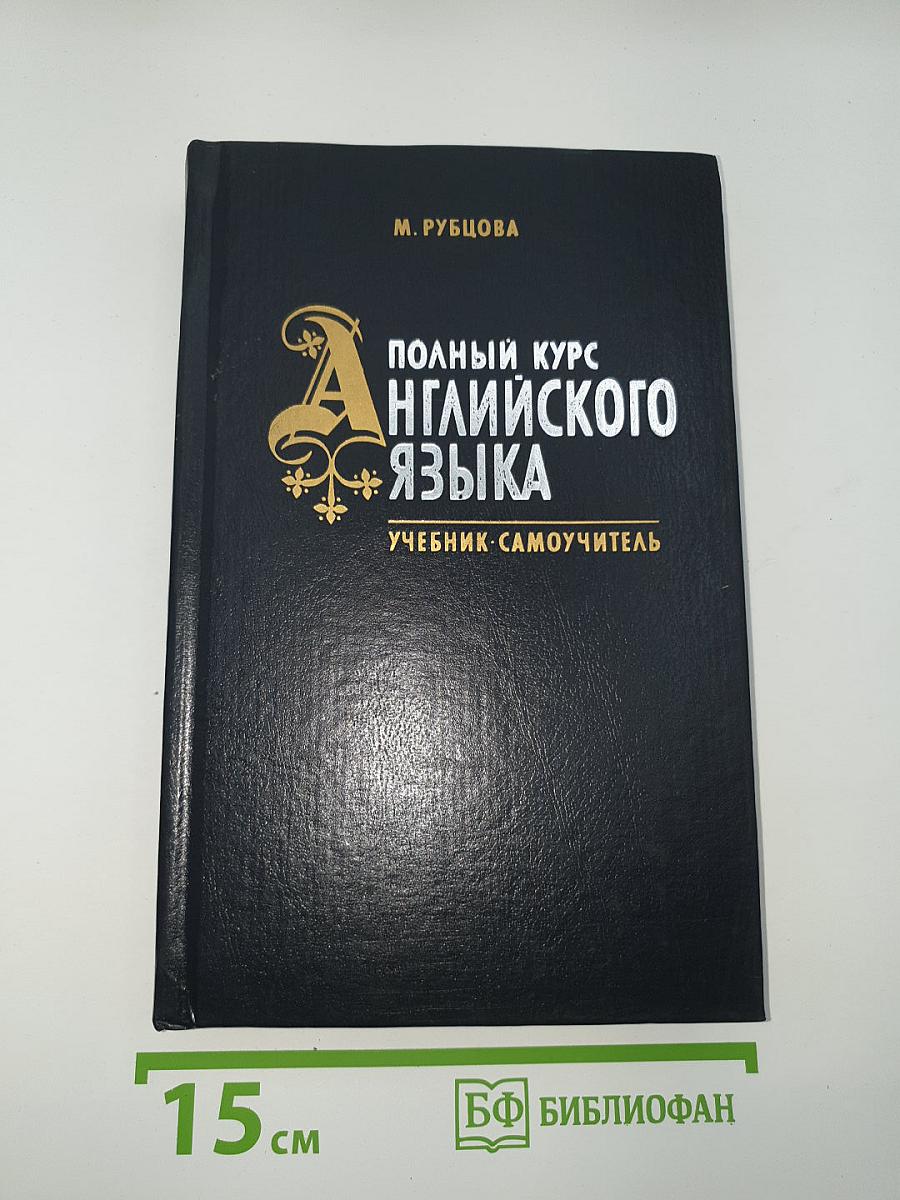 М. РУБЦОВА
ПОЛНЫЙ КУРС
АНГЛИЙСКОГО
ЯЗЫКА
УЧЕБНИК·САМОУЧИТЕЛЬ
15 см
БФ БИБЛИОФАН